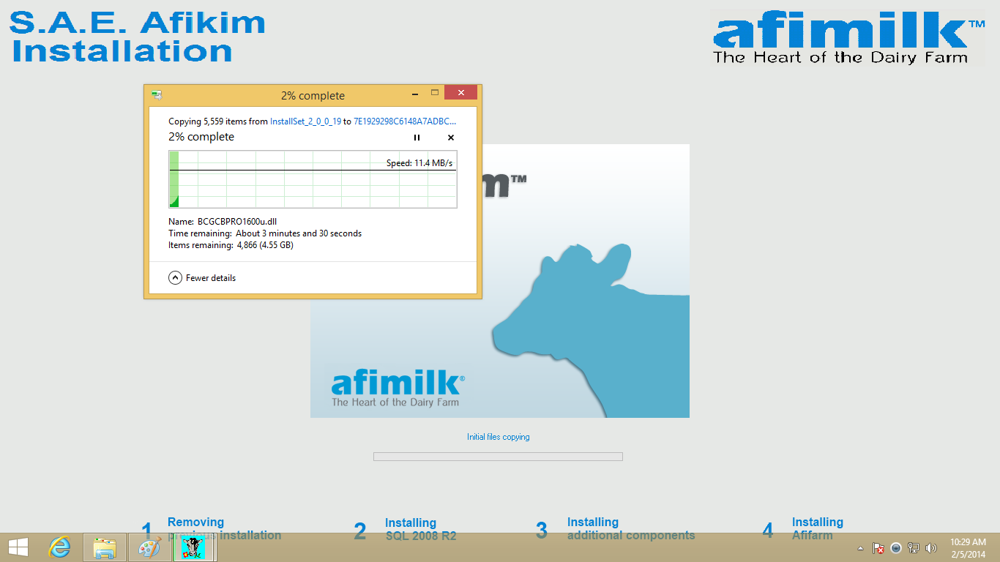 S.A.E. Afikim
Installation
afimilk™
The Heart of the Dairy Farm
2% complete
Copying 5,559 items from InstallSet_2_0_0_19 to 7E1929298C6148A7ADBC...
2% complete
Speed: 11.4 MB/s
Name: BCGCBPRO1600u.dll
Time remaining: About 3 minutes and 30 seconds
Items remaining: 4,866 (4.55 GB)
Fewer details
m™
afimilk®
The Heart of the Dairy Farm
Initial files copying
1 Removing
previous installation
2 Installing
SQL 2008 R2
3 Installing
additional components
4 Installing
Afifarm
10:29 AM
2/5/2014